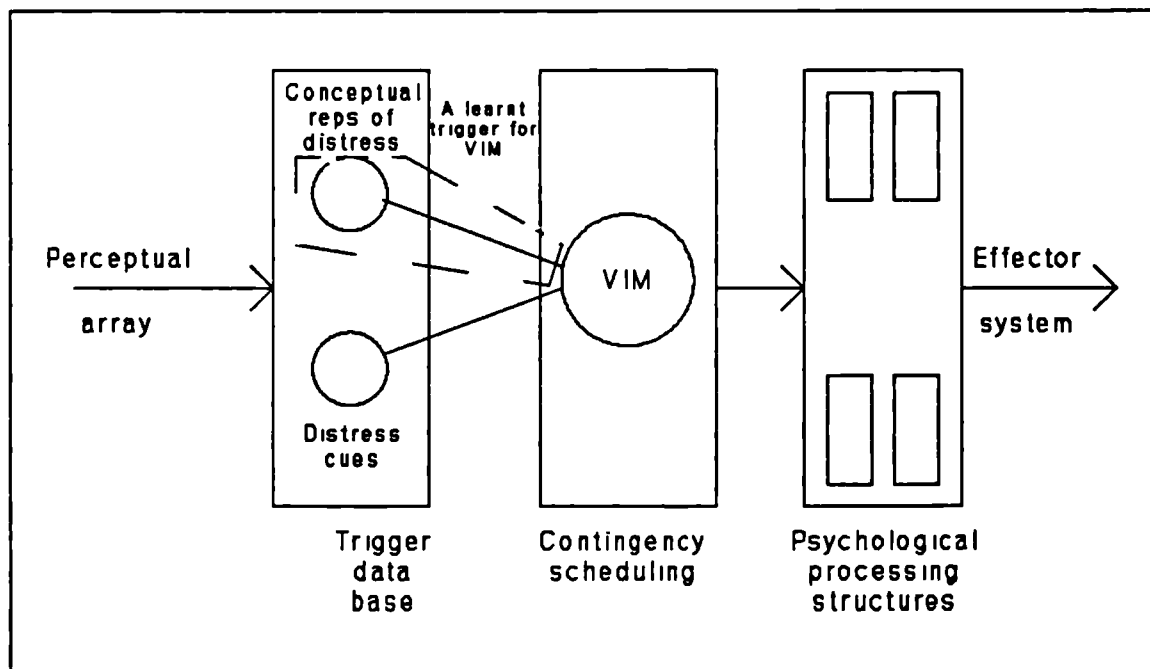 Conceptual
reps of
distress
A learnt
trigger for
VIM
Perceptual
array
VIM
Effector
system
Distress
cues
Trigger
data
base
Contingency
scheduling
Psychological
processing
structures